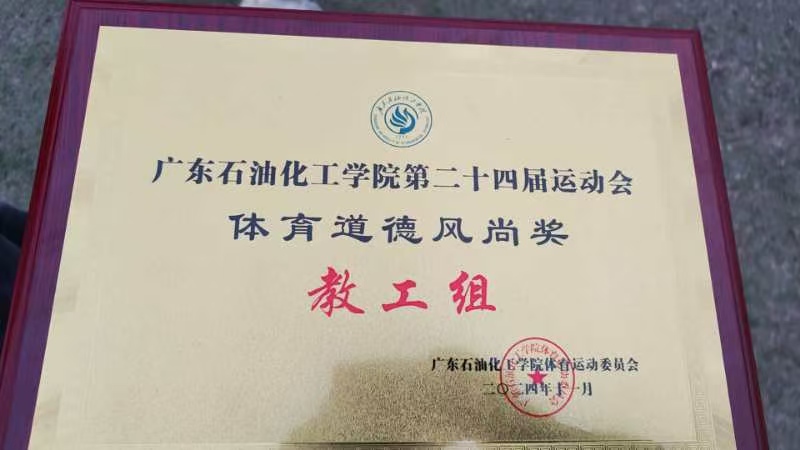 广东石油化工学院第二十四届运动会
体育道德风尚奖
教工组
广东石油化工学院体育运动委员会
二〇二四年十一月